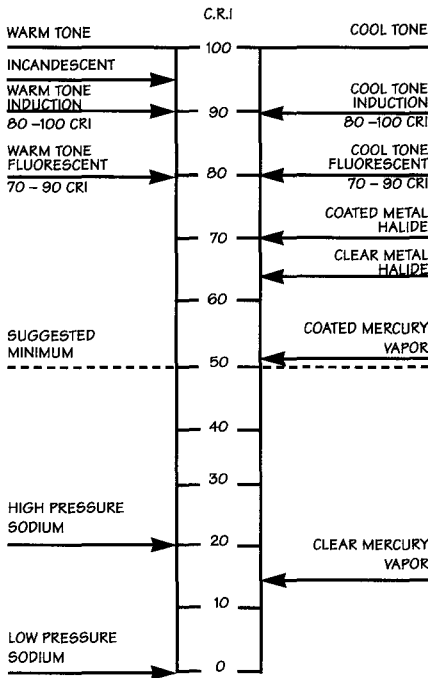 C.R.I
WARM TONE
100
COOL TONE
INCANDESCENT
WARM TONE
INDUCTION
80 –100 CRI
90
COOL TONE
INDUCTION
80 –100 CRI
WARM TONE
FLUORESCENT
70 – 90 CRI
80
COOL TONE
FLUORESCENT
70 – 90 CRI
COATED METAL
HALIDE
70
CLEAR METAL
HALIDE
60
SUGGESTED
MINIMUM
50
COATED MERCURY
VAPOR
40
30
HIGH PRESSURE
SODIUM
20
CLEAR MERCURY
VAPOR
10
LOW PRESSURE
SODIUM
0